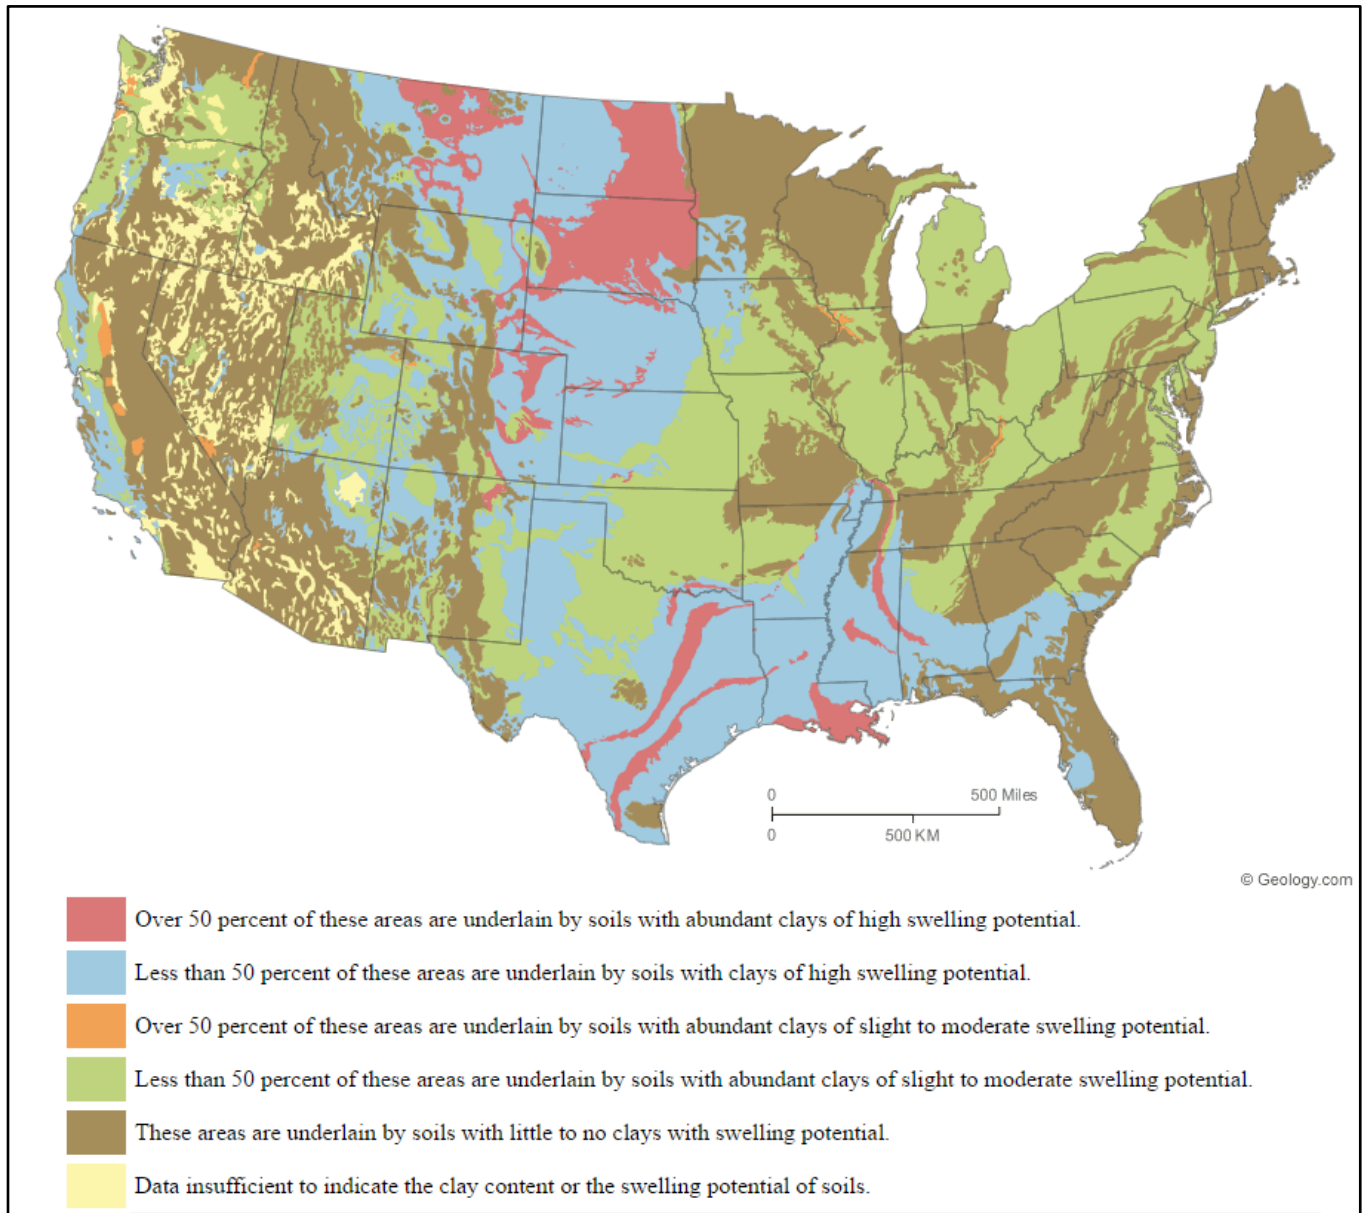 0 500 Miles
0 500 KM
© Geology.com
Over 50 percent of these areas are underlain by soils with abundant clays of high swelling potential.
Less than 50 percent of these areas are underlain by soils with clays of high swelling potential.
Over 50 percent of these areas are underlain by soils with abundant clays of slight to moderate swelling potential.
Less than 50 percent of these areas are underlain by soils with abundant clays of slight to moderate swelling potential.
These areas are underlain by soils with little to no clays with swelling potential.
Data insufficient to indicate the clay content or the swelling potential of soils.